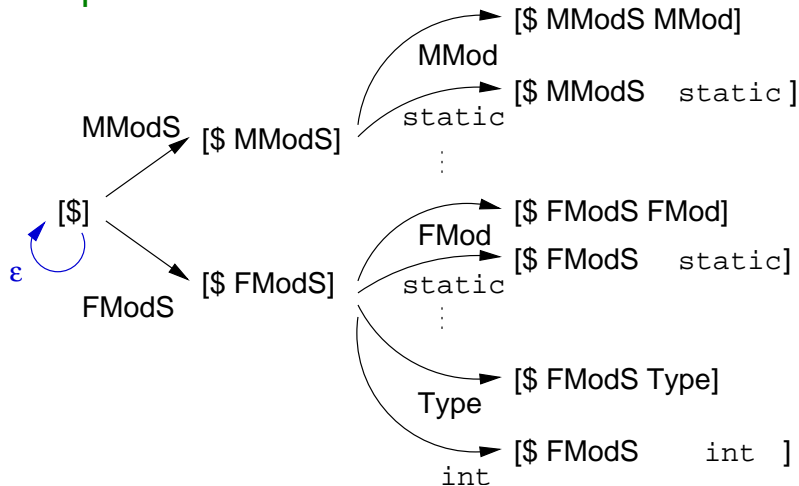 [$ MModS MMod]
MMod
[$ MModS static]
static
MModS
[$ MModS]
[$]
[$ FModS FMod]
FMod
[$ FModS static]
ε
[$ FModS]
static
FModS
[$ FModS Type]
Type
[$ FModS int ]
int